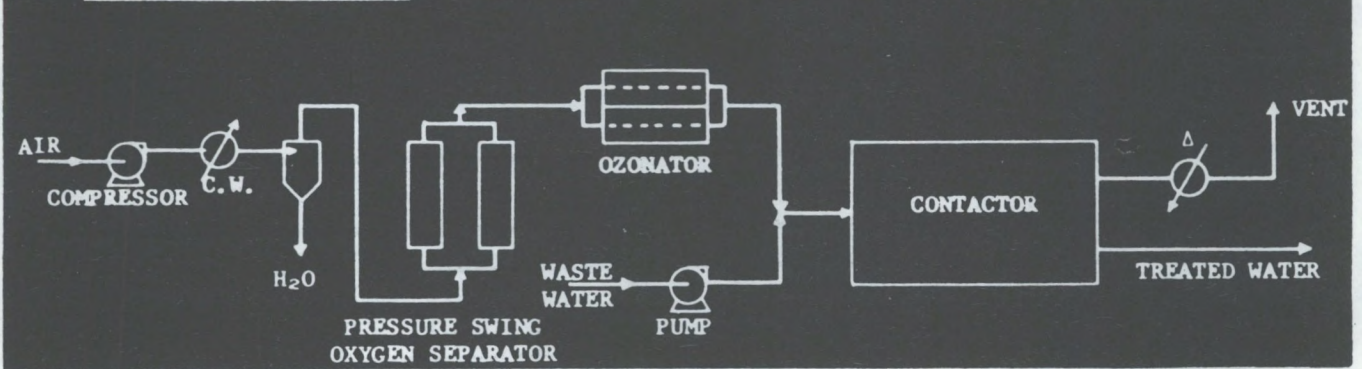 AIR
COMPRESSOR
C.W.
H₂O
PRESSURE SWING
OXYGEN SEPARATOR
OZONATOR
WASTE
WATER
PUMP
CONTACTOR
Δ
VENT
TREATED WATER